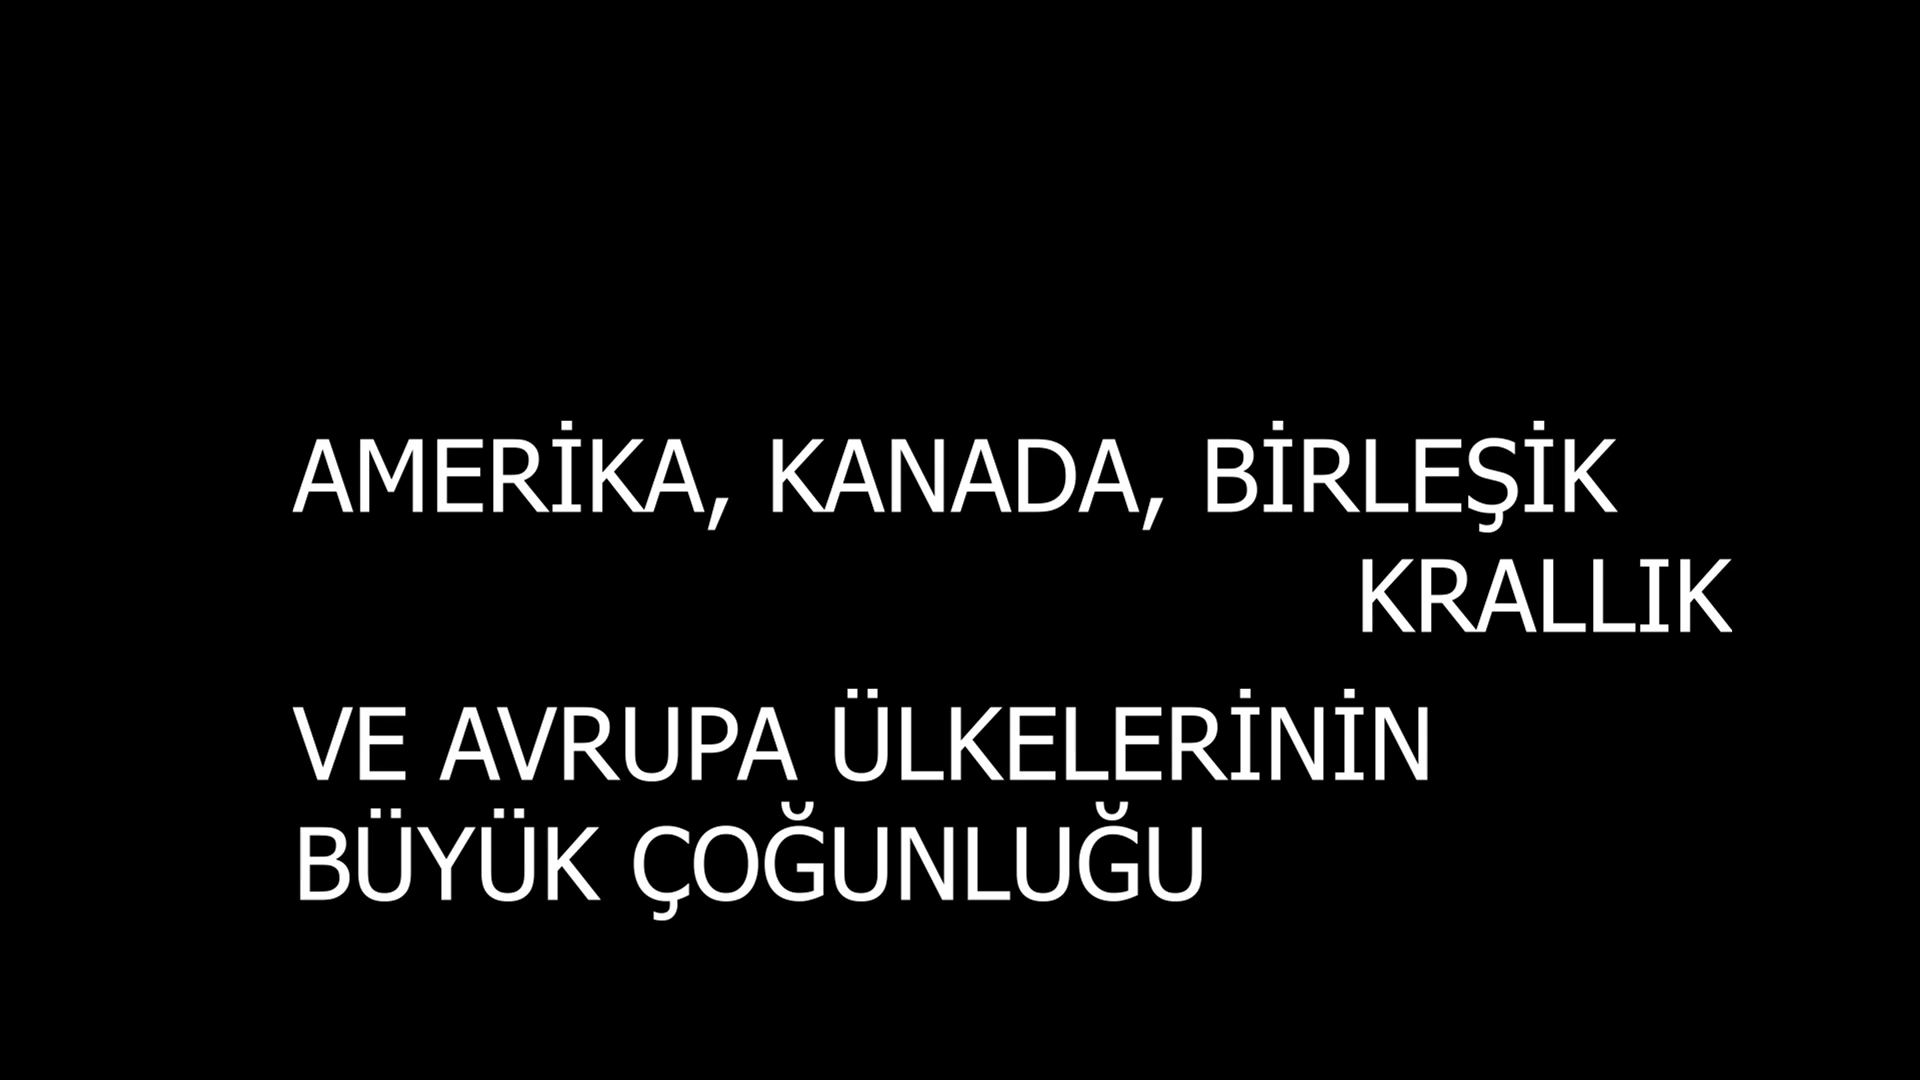 AMERİKA, KANADA, BİRLEŞİK
KRALLIK
VE AVRUPA ÜLKELERİNİN
BÜYÜK ÇOĞUNLUĞU